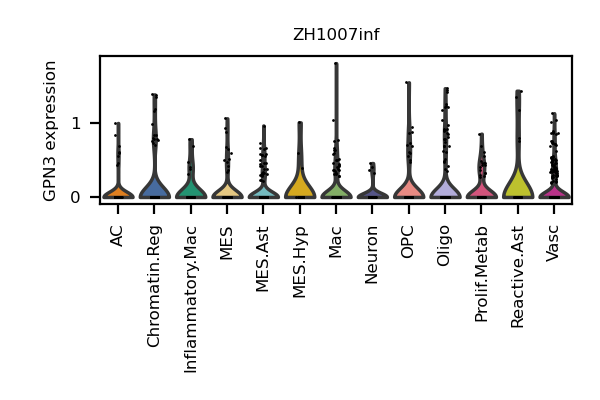 ZH1007inf
GPN3 expression
1
0
AC
Chromatin.Reg
Inflammatory.Mac
MES
MES.Ast
MES.Hyp
Mac
Neuron
OPC
Oligo
Prolif.Metab
Reactive.Ast
Vasc